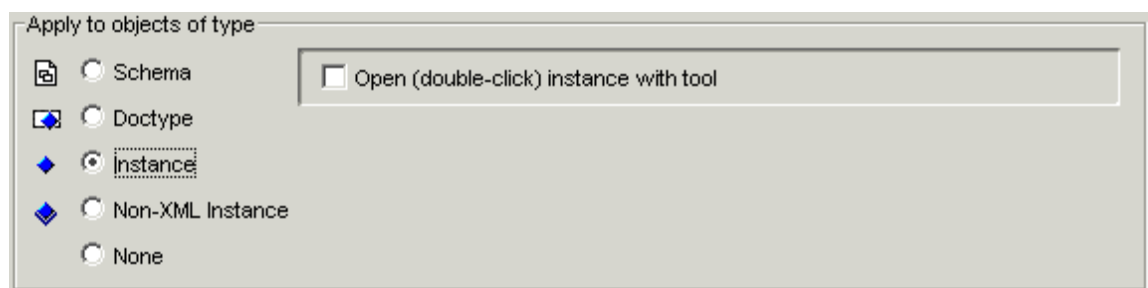 Apply to objects of type
Schema
Open (double-click) instance with tool
Doctype
Instance
Non-XML Instance
None